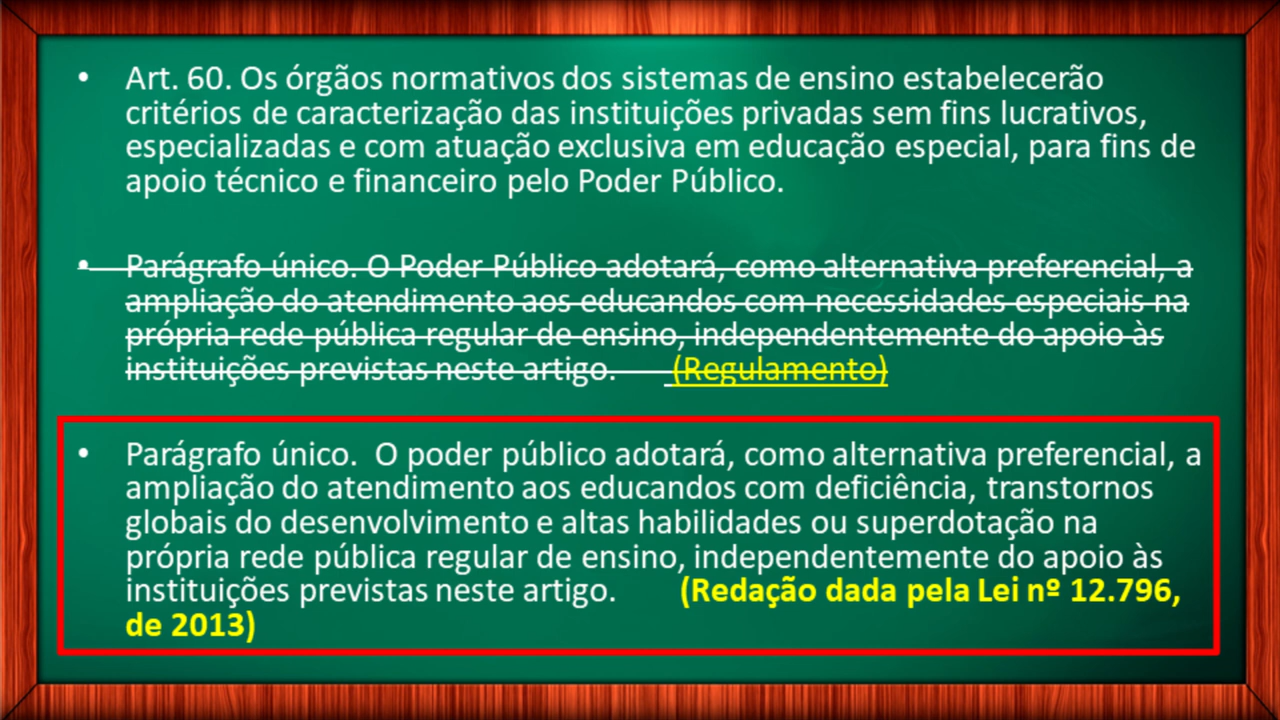 • Art. 60. Os órgãos normativos dos sistemas de ensino estabelecerão
critérios de caracterização das instituições privadas sem fins lucrativos,
especializadas e com atuação exclusiva em educação especial, para fins de
apoio técnico e financeiro pelo Poder Público.
• Parágrafo único. O Poder Público adotará, como alternativa preferencial, a
ampliação do atendimento aos educandos com necessidades especiais na
própria rede pública regular de ensino, independentemente do apoio às
instituições previstas neste artigo. (Regulamento)
• Parágrafo único. O poder público adotará, como alternativa preferencial, a
ampliação do atendimento aos educandos com deficiência, transtornos
globais do desenvolvimento e altas habilidades ou superdotação na
própria rede pública regular de ensino, independentemente do apoio às
instituições previstas neste artigo. (Redação dada pela Lei nº 12.796,
de 2013)